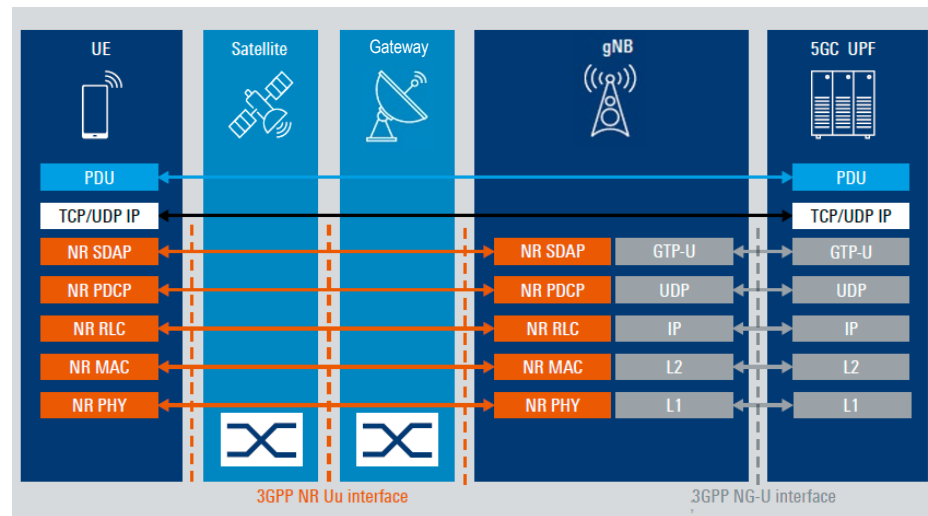 UE
Satellite
Gateway
gNB
5GC UPF
PDU
PDU
TCP/UDP IP
TCP/UDP IP
NR SDAP
NR SDAP
GTP-U
GTP-U
NR PDCP
NR PDCP
UDP
UDP
NR RLC
NR RLC
IP
IP
NR MAC
NR MAC
L2
L2
NR PHY
NR PHY
L1
L1
3GPP NR Uu interface
3GPP NG-U interface